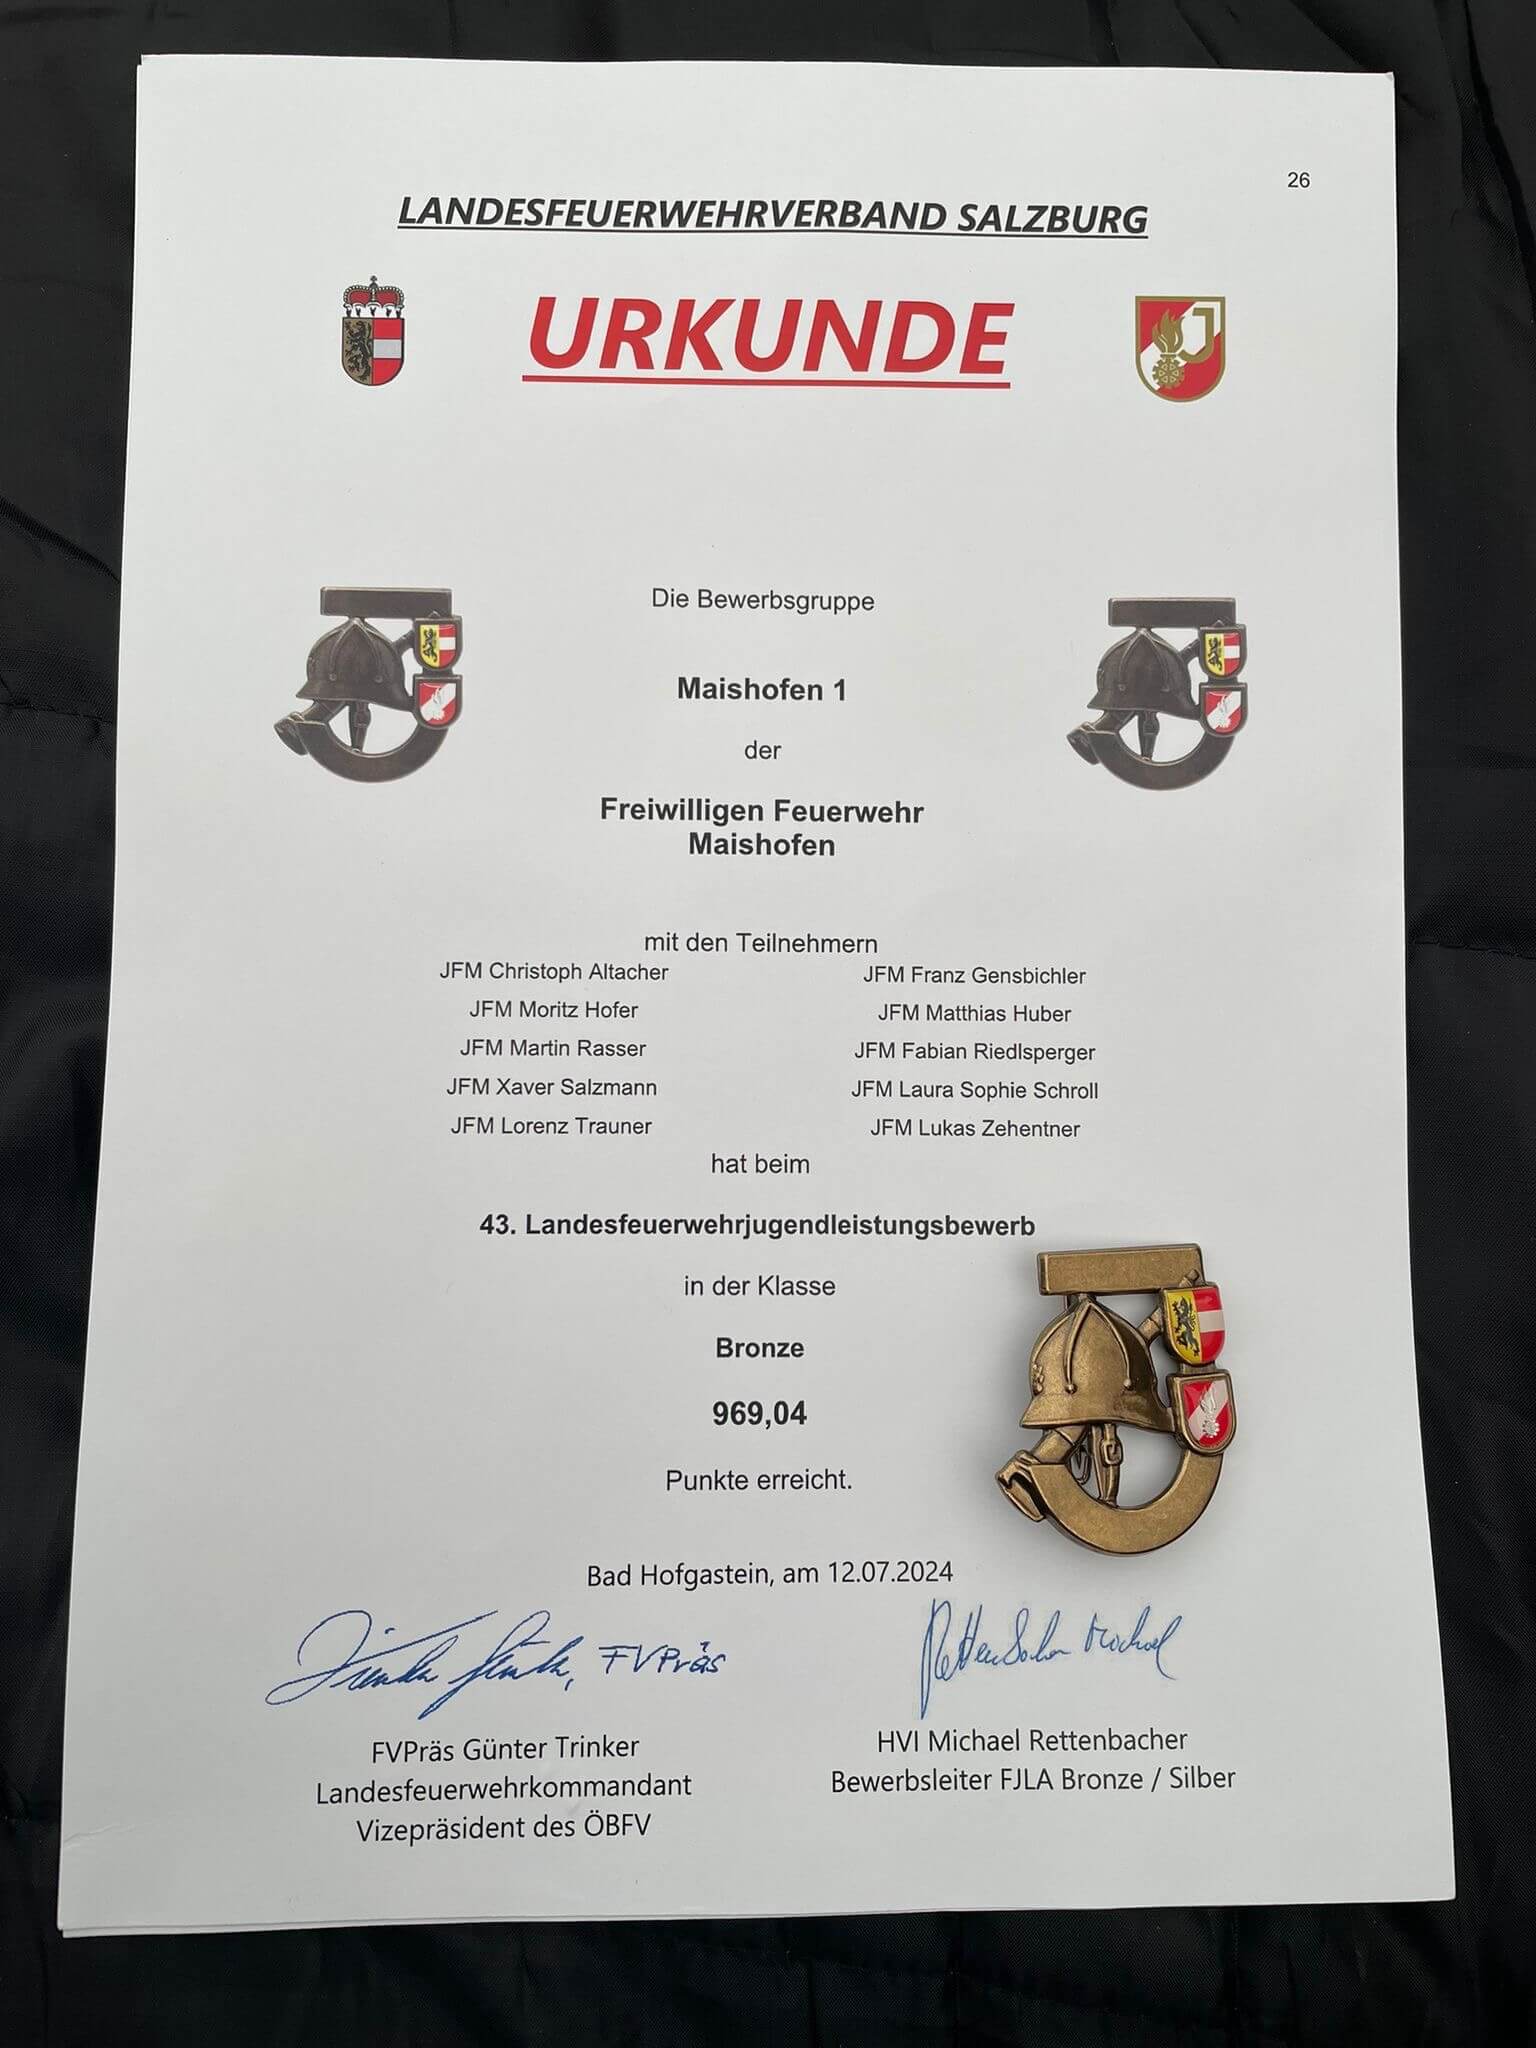 26
LANDESFEUERWEHRVERBAND SALZBURG
URKUNDE
J
Die Bewerbsgruppe
Maishofen 1
der
Freiwilligen Feuerwehr
Maishofen
mit den Teilnehmern
JFM Christoph Altacher JFM Franz Gensbichler
JFM Moritz Hofer JFM Matthias Huber
JFM Martin Rasser JFM Fabian Riedlsperger
JFM Xaver Salzmann JFM Laura Sophie Schroll
JFM Lorenz Trauner JFM Lukas Zehentner
hat beim
43. Landesfeuerwehrjugendleistungsbewerb
in der Klasse
Bronze
969,04
Punkte erreicht.
Bad Hofgastein, am 12.07.2024
FVPräs
FVPräs Günter Trinker
Landesfeuerwehrkommandant
Vizepräsident des ÖBFV
HVI Michael Rettenbacher
Bewerbsleiter FJLA Bronze / Silber